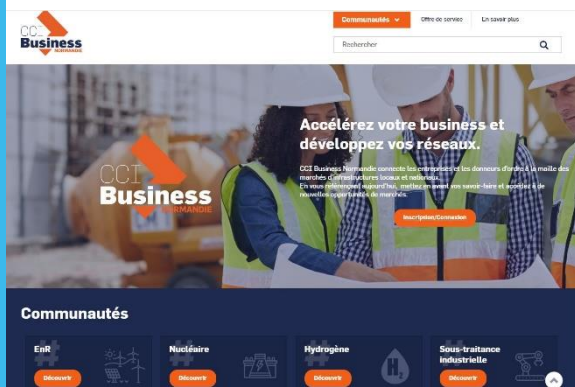 CCI
Business
NORMANDIE
Communautés
Offre de service
En savoir plus
Rechercher
CCI
Business
NORMANDIE
Accélérez votre business et
développez vos réseaux.
CCI Business Normandie connecte les entreprises et les donneurs d'ordre à la maille des
marchés d'infrastructures locaux et nationaux.
En vous référençant aujourd'hui, mettez en avant vos savoir-faire et accédez à de
nouvelles opportunités de marchés.
Inscription/Connexion
Communautés
#
EnR
Découvrir
#
Nucléaire
Découvrir
#
Hydrogène
Découvrir
H2
#
Sous-traitance
industrielle
Découvrir